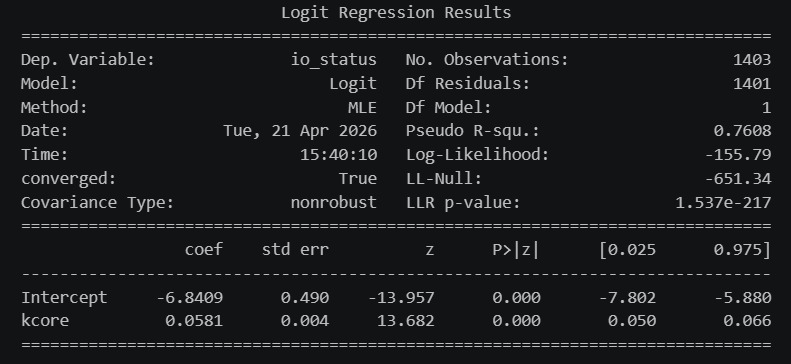 Logit Regression Results
==============================================================================
Dep. Variable:              io_status   No. Observations:                 1403
Model:                          Logit   Df Residuals:                     1401
Method:                           MLE   Df Model:                            1
Date:                Tue, 21 Apr 2026   Pseudo R-squ.:                  0.7608
Time:                        15:40:10   Log-Likelihood:                -155.79
converged:                       True   LL-Null:                       -651.34
Covariance Type:            nonrobust   LLR p-value:                1.537e-217
==============================================================================
                 coef    std err          z      P>|z|      [0.025      0.975]
------------------------------------------------------------------------------
Intercept     -6.8409      0.490    -13.957      0.000      -7.802      -5.880
kcore          0.0581      0.004     13.682      0.000       0.050       0.066
==============================================================================